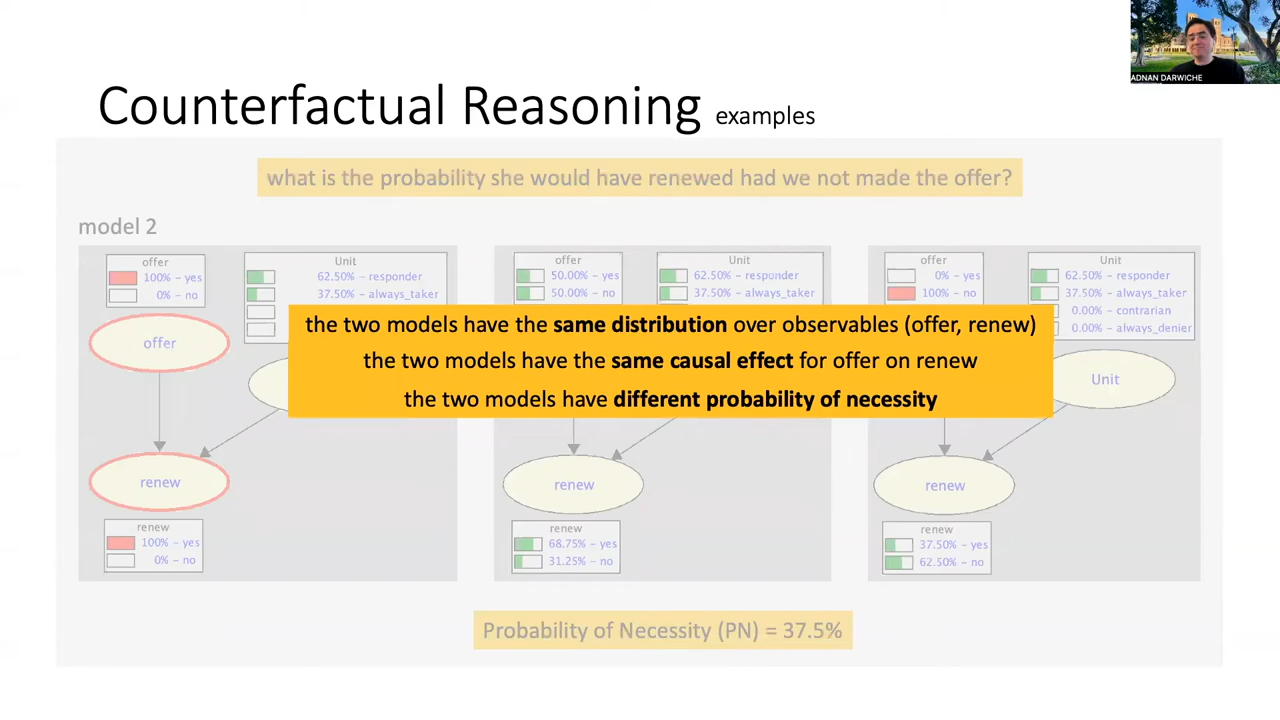 ADNAN DARWICHE
Counterfactual Reasoning examples
what is the probability she would have renewed had we not made the offer?
model 2
offer
100% - yes
0% - no
Unit
62.50% - responder
37.50% - always_taker
offer
renew
renew
100% - yes
0% - no
offer
50.00% - yes
50.00% - no
Unit
62.50% - responder
37.50% - always_taker
renew
renew
68.75% - yes
31.25% - no
offer
0% - yes
100% - no
Unit
62.50% - responder
37.50% - always_taker
0.00% - contrarian
0.00% - always_denier
Unit
renew
renew
37.50% - yes
62.50% - no
the two models have the same distribution over observables (offer, renew)
the two models have the same causal effect for offer on renew
the two models have different probability of necessity
Probability of Necessity (PN) = 37.5%